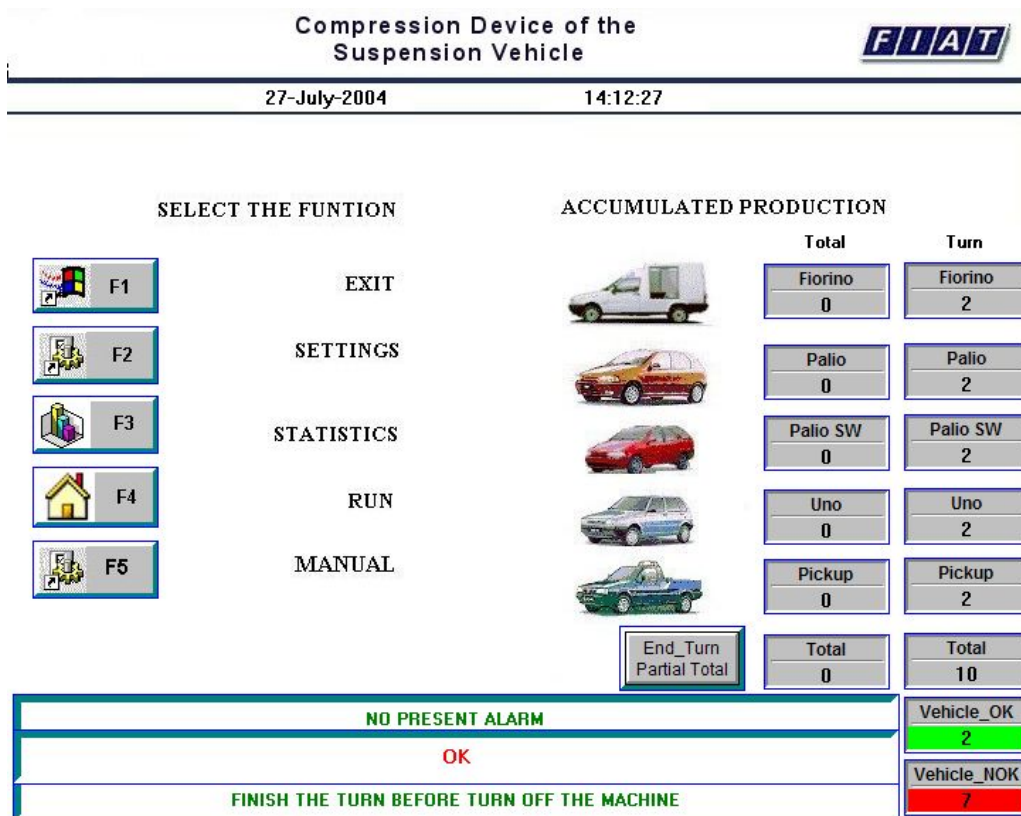 Compression Device of the
Suspension Vehicle
FIAT
27-July-2004 14:12:27
SELECT THE FUNTION
ACCUMULATED PRODUCTION
Total Turn
F1 EXIT
Fiorino Fiorino
0 2
F2 SETTINGS
Palio Palio
0 2
F3 STATISTICS
Palio SW Palio SW
0 2
F4 RUN
Uno Uno
0 2
F5 MANUAL
Pickup Pickup
0 2
End_Turn
Partial Total
Total Total
0 10
NO PRESENT ALARM
Vehicle_OK
2
OK
Vehicle_NOK
7
FINISH THE TURN BEFORE TURN OFF THE MACHINE